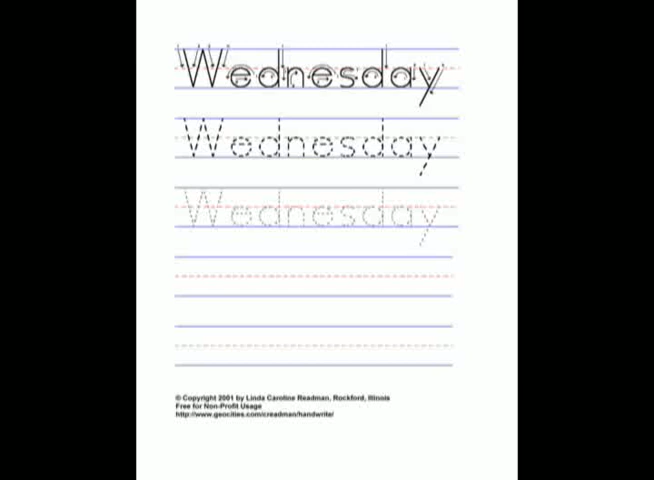 Wednesday
Wednesday
Wednesday
© Copyright 2001 by Linda Caroline Readman, Rockford, Illinois
Free for Non-Profit Usage
http://www.geocities.com/creadman/handwrite/